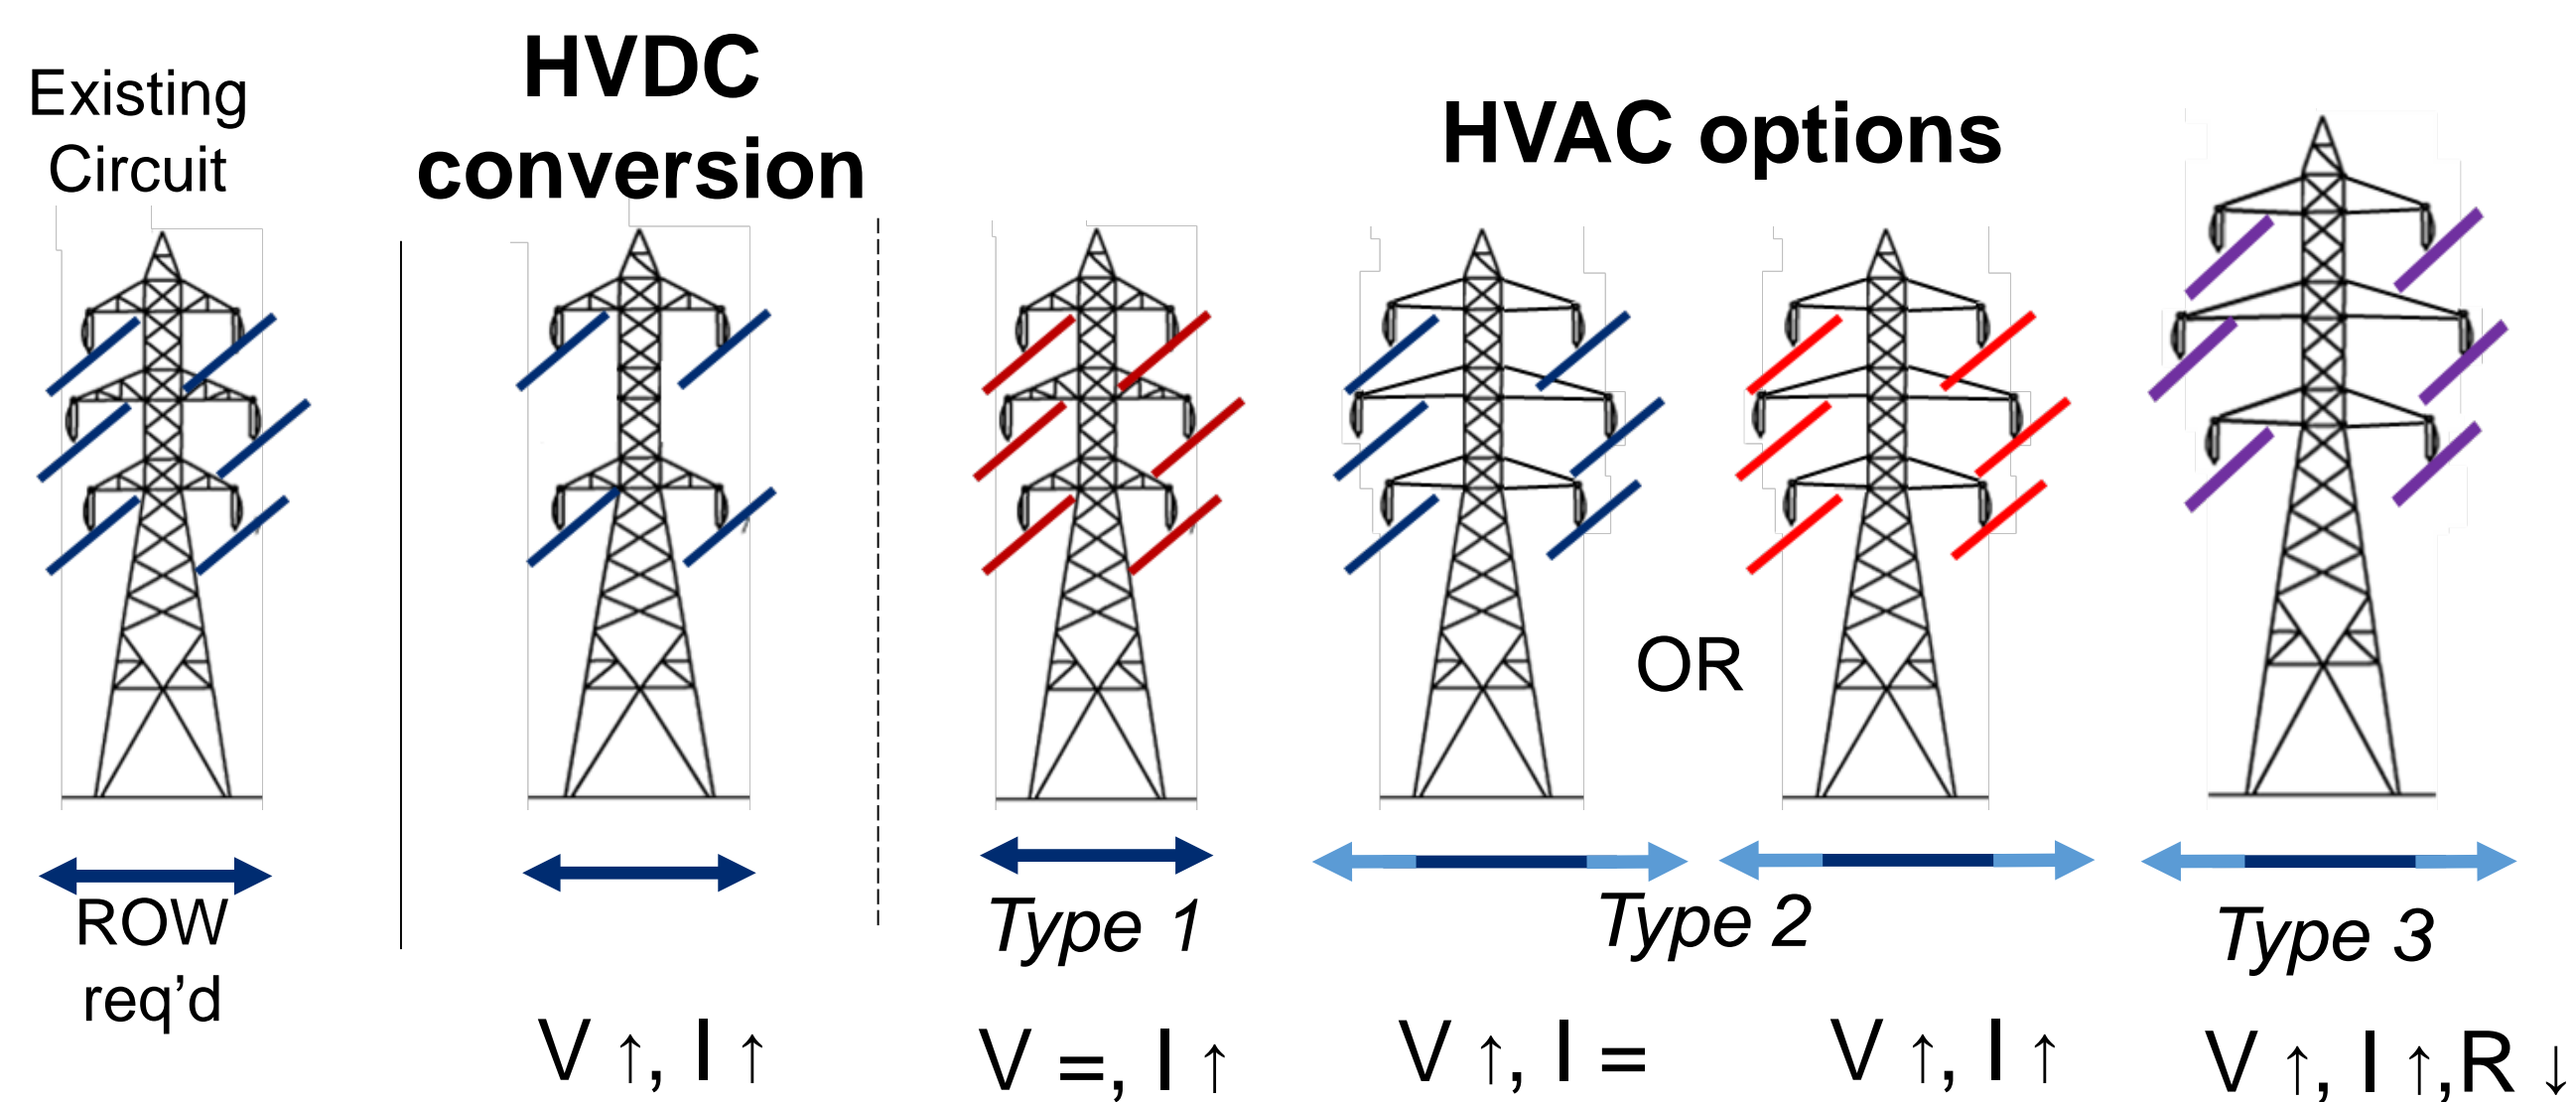 Existing
Circuit
HVDC
conversion
HVAC options
OR
ROW
req’d
Type 1
Type 2
Type 3
V ↑, I ↑
V =, I ↑
V ↑, I =
V ↑, I ↑
V ↑, I ↑,R ↓